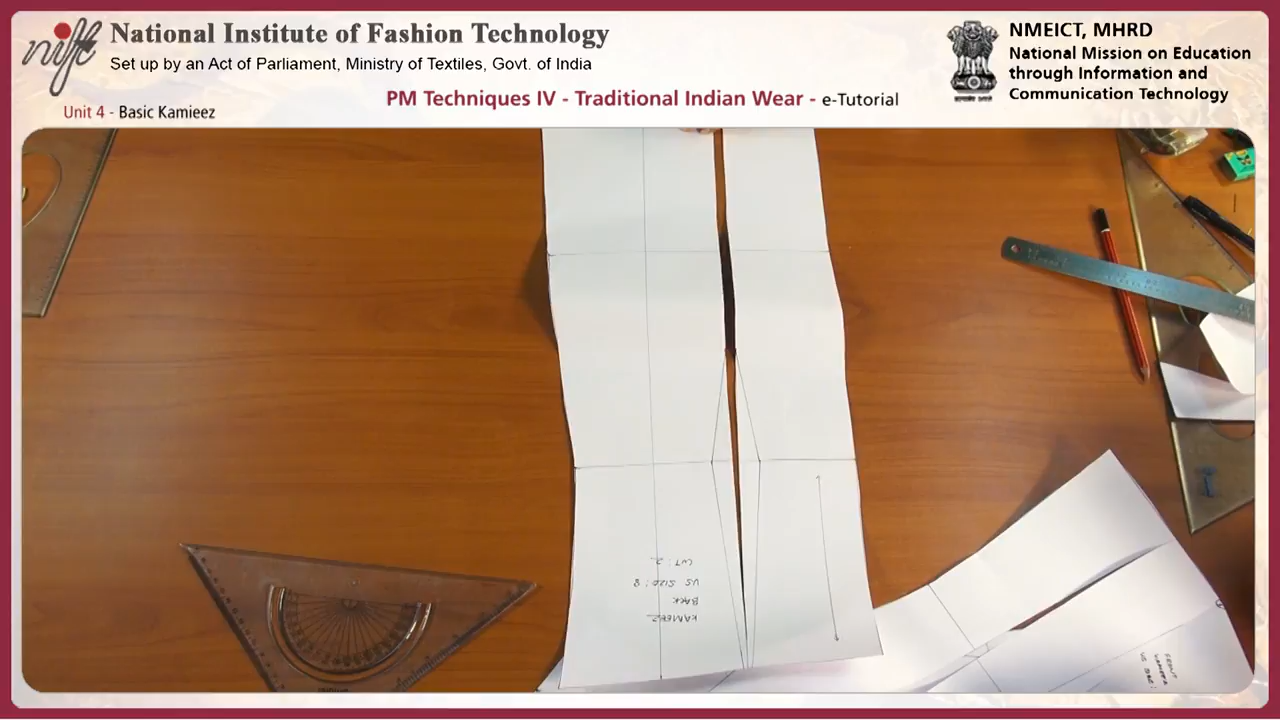 nift
National Institute of Fashion Technology
Set up by an Act of Parliament, Ministry of Textiles, Govt. of India
Unit 4 - Basic Kamieez
PM Techniques IV - Traditional Indian Wear - e-Tutorial
NMEICT, MHRD
National Mission on Education
through Information and
Communication Technology
KAMEEZ
BACK
US SIZE: 8
CUT: 2
FRONT